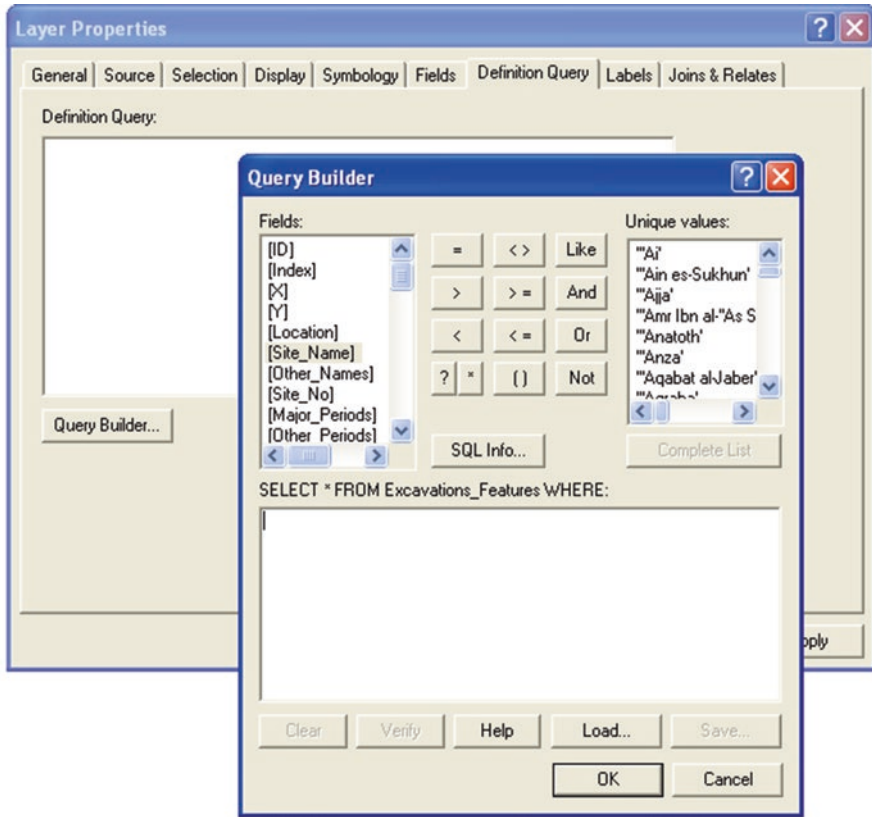 Layer Properties
General Source Selection Display Symbology Fields Definition Query Labels Joins & Relates
Definition Query:
Query Builder...
Query Builder
Fields:
[ID]
[Index]
[X]
[Y]
[Location]
[Site_Name]
[Other_Names]
[Site_No]
[Major_Periods]
[Other_Periods]
= <> Like
> >= And
< <= Or
? * () Not
SQL Info...
Unique values:
'"Ai'
'"Ain es-Sukhun'
'"Ajja'
'"Amr Ibn al-"As S
'"Anatoth'
'"Anza'
'"Aqabat al-Jaber'
Complete List
SELECT * FROM Excavations_Features WHERE:
Clear Verify Help Load... Save...
OK Cancel